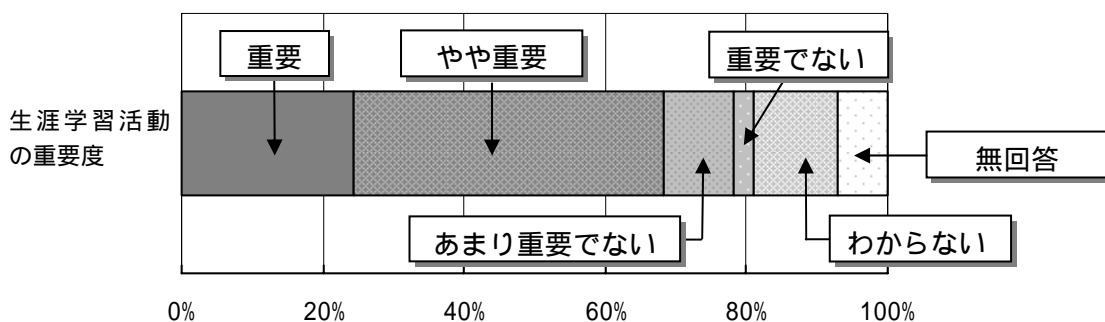 重要
やや重要
重要でない
生涯学習活動
の重要度
無回答
あまり重要でない
わからない
0%
20%
40%
60%
80%
100%